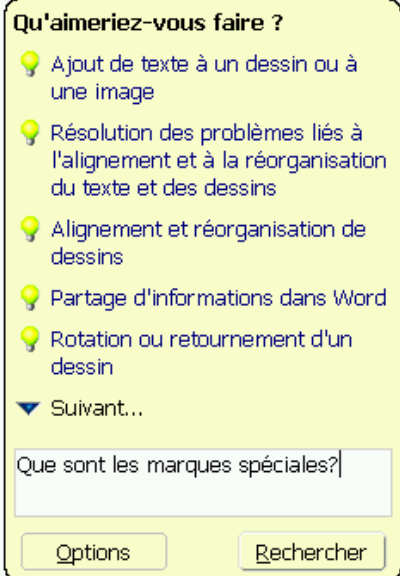 Qu'aimeriez-vous faire ?
Ajout de texte à un dessin ou à
une image
Résolution des problèmes liés à
l'alignement et à la réorganisation
du texte et des dessins
Alignement et réorganisation de
dessins
Partage d'informations dans Word
Rotation ou retournement d'un
dessin
Suivant...
Que sont les marques spéciales?
Options
Rechercher